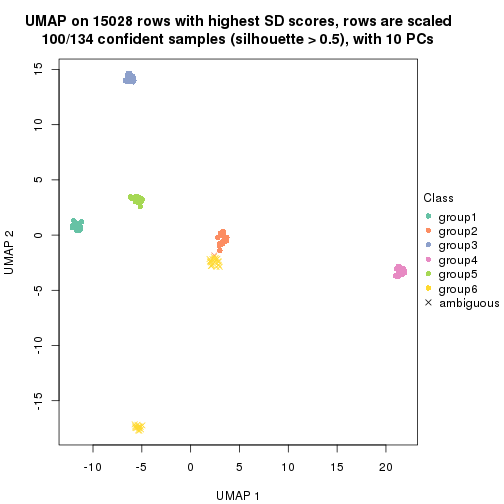 UMAP on 15028 rows with highest SD scores, rows are scaled
100/134 confident samples (silhouette > 0.5), with 10 PCs
15
10
5
0
-5
-10
-15
UMAP 2
-10
-5
0
5
10
15
20
UMAP 1
Class
group1
group2
group3
group4
group5
group6
ambiguous